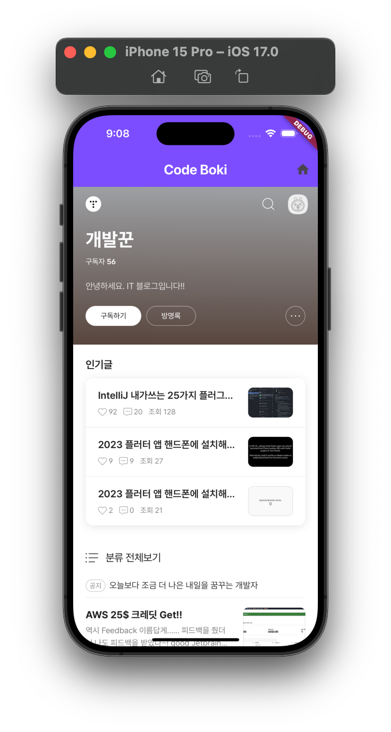 iPhone 15 Pro – iOS 17.0
9:08
DEBUG
Code Boki
개발꾼
구독자 56
안녕하세요. IT 블로그입니다!!
구독하기 방명록
인기글
IntelliJ 내가쓰는 25가지 플러그...
92 20 조회 128
2023 플러터 앱 핸드폰에 설치해...
9 9 조회 27
2023 플러터 앱 핸드폰에 설치해...
2 0 조회 21
분류 전체보기
공지 오늘보다 조금 더 나은 내일을 꿈꾸는 개발자
AWS 25$ 크레딧 Get!!
역시 Feedback 이름답게...... 피드백을 줬더
나도 피드백을 받았다~! good Jetbrain...